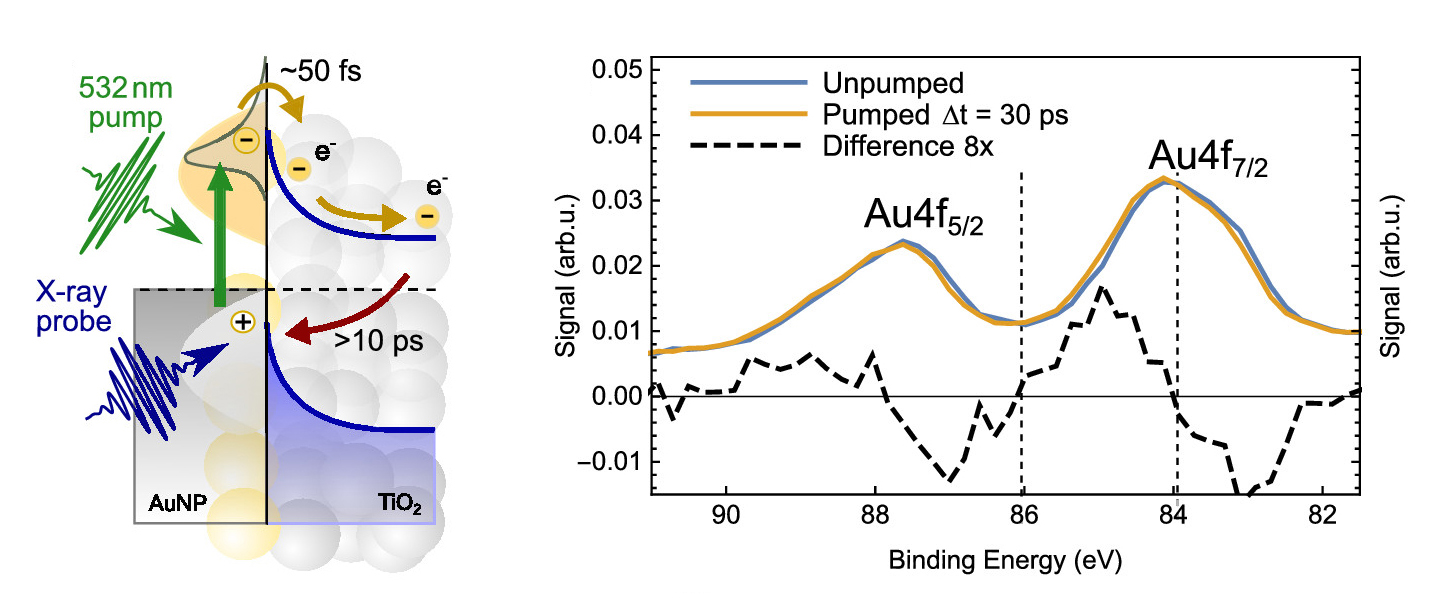 ~50 fs
532 nm
pump
−
e⁻
−
e⁻
−
X-ray
probe
+
>10 ps
AuNP
TiO₂
Unpumped
Pumped Δt = 30 ps
Difference 8x
Au4f₅/₂
Au4f₇/₂
Signal (arb.u.)
0.05
0.04
0.03
0.02
0.01
0.00
−0.01
90
88
86
84
82
Binding Energy (eV)
Signal (arb.u.)